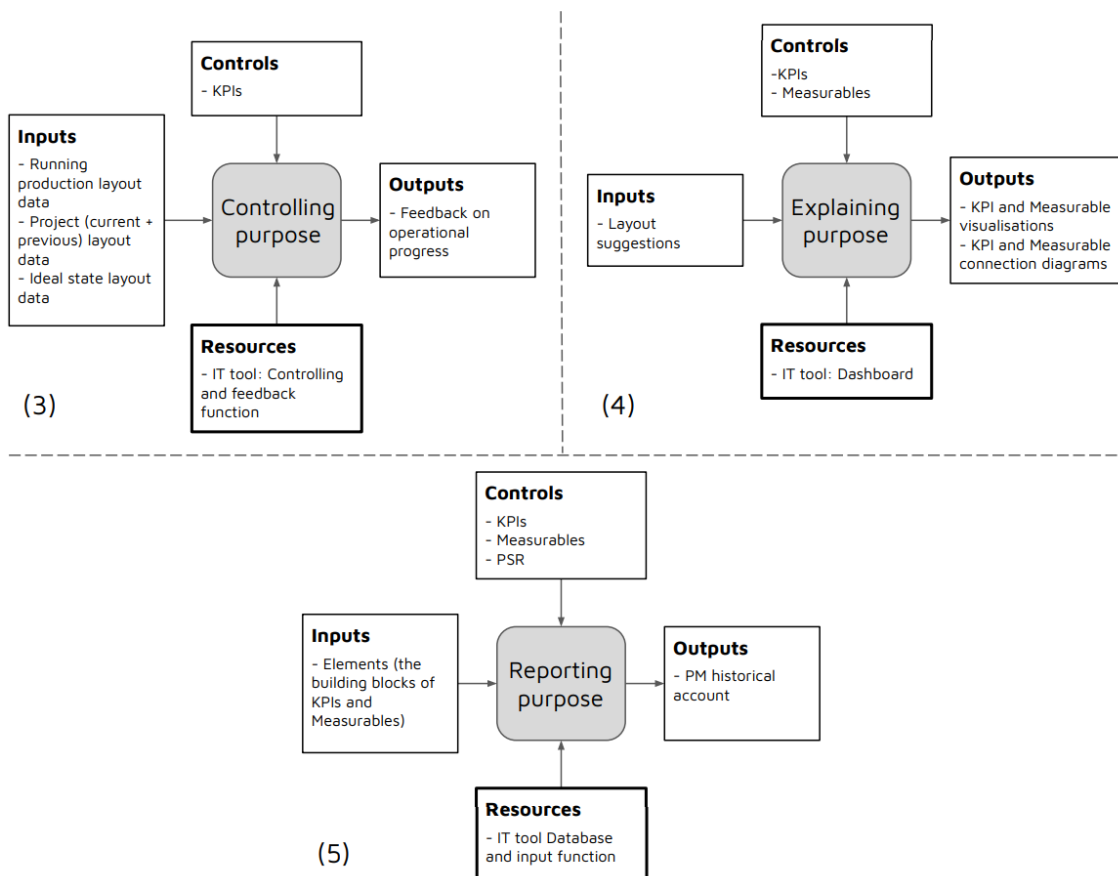 Controls
- KPIs
Inputs
- Running
production layout
data
- Project (current +
previous) layout
data
- Ideal state layout
data
Controlling
purpose
Outputs
- Feedback on
operational
progress
Resources
- IT tool: Controlling
and feedback
function
(3)
Controls
-KPIs
- Measurables
Inputs
- Layout
suggestions
Explaining
purpose
Outputs
- KPI and Measurable
visualisations
- KPI and Measurable
connection diagrams
Resources
- IT tool: Dashboard
(4)
Controls
- KPIs
- Measurables
- PSR
Inputs
- Elements (the
building blocks of
KPIs and
Measurables)
Reporting
purpose
Outputs
- PM historical
account
Resources
- IT tool Database
and input function
(5)